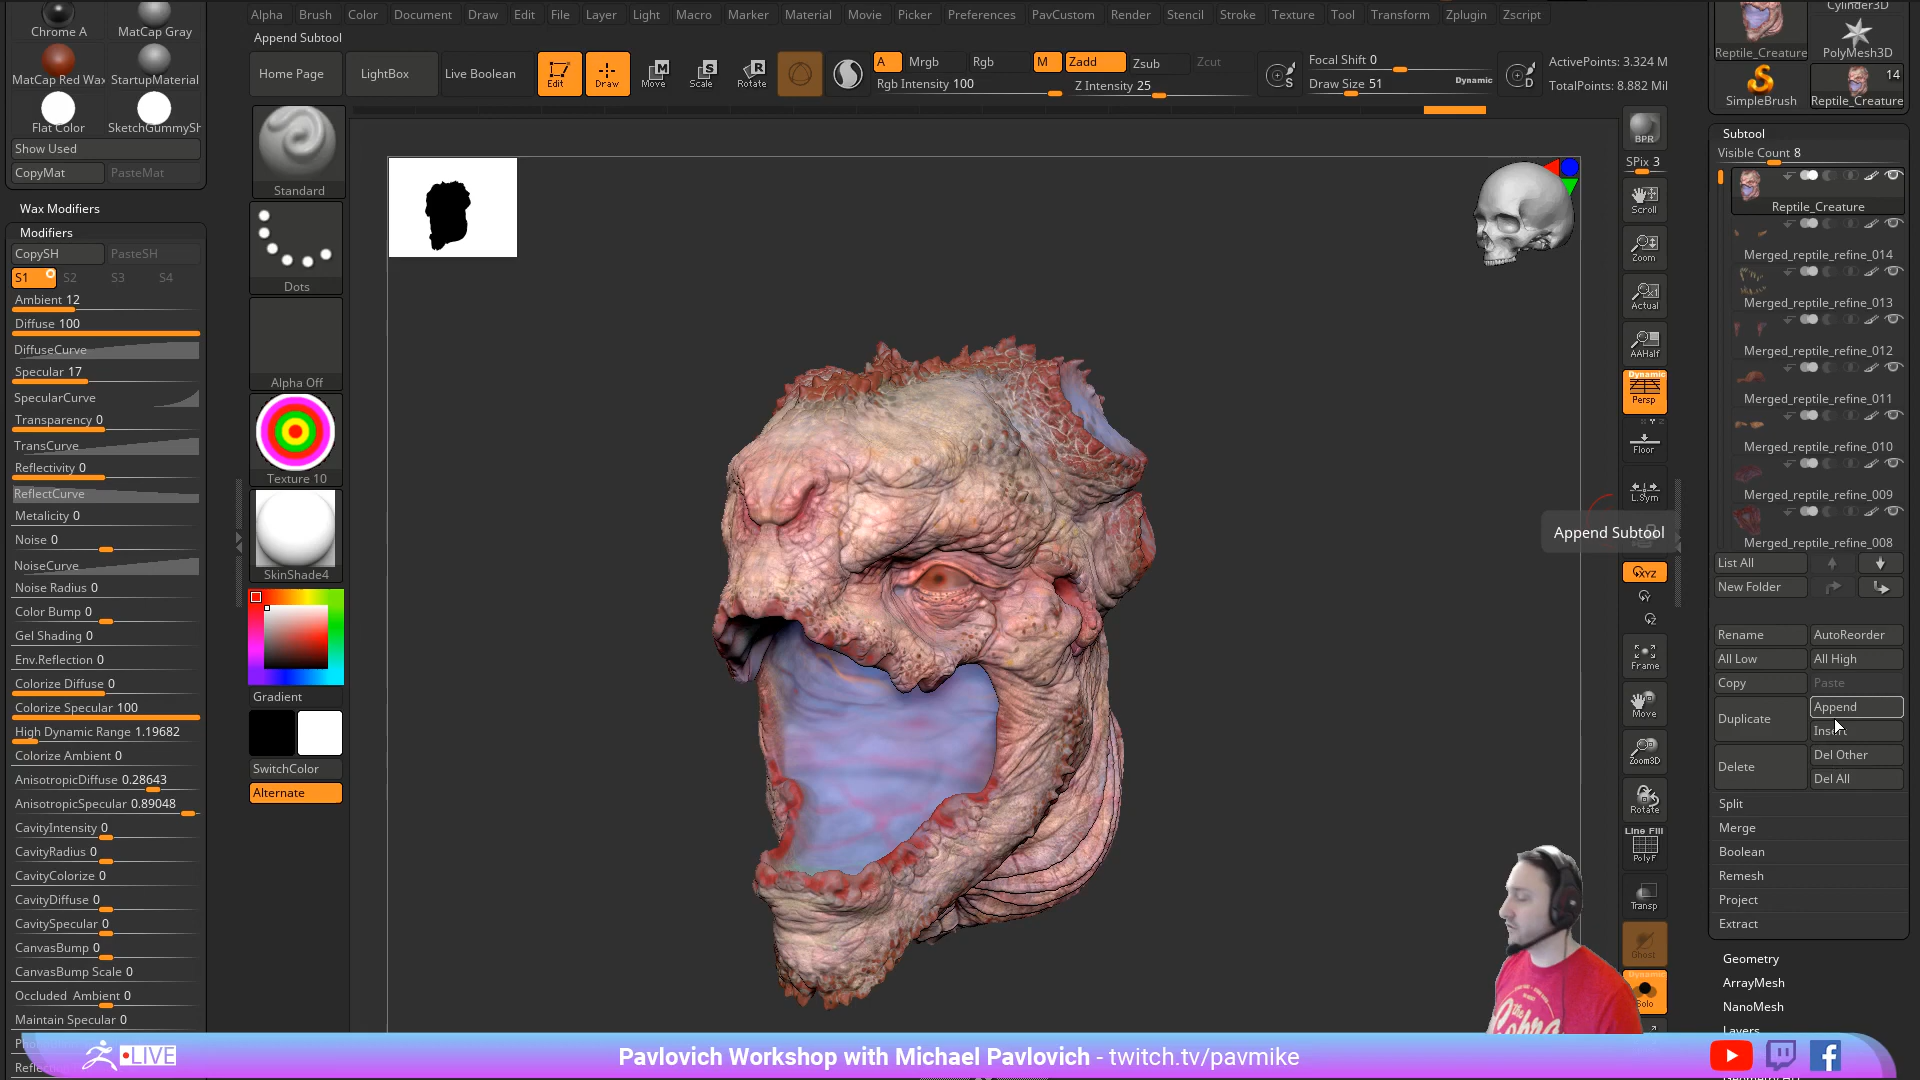 Alpha Brush Color Document Draw Edit File Layer Light Macro Marker Material Movie Picker Preferences PavCustom Render Stencil Stroke Texture Tool Transform Zplugin Zscript
Append Subtool
Home Page
LightBox
Live Boolean
Edit
Draw
Move
Scale
Rotate
A
Mrgb
Rgb
M
Zadd
Zsub
Zcut
Rgb Intensity 100
Z Intensity 25
Focal Shift 0
Draw Size 51
Dynamic
S
D
ActivePoints: 3.324 M
TotalPoints: 8.882 Mil
Chrome A
MatCap Gray
MatCap Red Wax
StartupMaterial
Flat Color
SketchGummySh
Show Used
CopyMat
PasteMat
Wax Modifiers
Modifiers
CopySH
PasteSH
S1 S2 S3 S4
Ambient 12
Diffuse 100
DiffuseCurve
Specular 17
SpecularCurve
Transparency 0
TransCurve
Reflectivity 0
ReflectCurve
Metalicity 0
Noise 0
NoiseCurve
Noise Radius 0
Color Bump 0
Gel Shading 0
Env.Reflection 0
Colorize Diffuse 0
Colorize Specular 100
High Dynamic Range 1.19682
Colorize Ambient 0
AnisotropicDiffuse 0.28643
AnisotropicSpecular 0.89048
CavityIntensity 0
CavityRadius 0
CavityColorize 0
CavityDiffuse 0
CavitySpecular 0
CanvasBump 0
CanvasBump Scale 0
Occluded Ambient 0
Maintain Specular 0
Standard
Dots
Alpha Off
Texture 10
SkinShade4
Gradient
SwitchColor
Alternate
BPR
SPix 3
Scroll
Zoom
Actual
AAHalf
Dynamic
Persp
Floor
L.Sym
Append Subtool
XYZ
Frame
Move
Zoom3D
Rotate
Line Fill
PolyF
Transp
Ghost
Dynamic
Solo
Reptile_Creature
Cylinder3D
PolyMesh3D
SimpleBrush
14
Reptile_Creature
Subtool
Visible Count 8
Reptile_Creature
Merged_reptile_refine_014
Merged_reptile_refine_013
Merged_reptile_refine_012
Merged_reptile_refine_011
Merged_reptile_refine_010
Merged_reptile_refine_009
Merged_reptile_refine_008
List All
New Folder
Rename
AutoReorder
All Low
All High
Copy
Paste
Duplicate
Append
Insert
Delete
Del Other
Del All
Split
Merge
Boolean
Remesh
Project
Extract
Geometry
ArrayMesh
NanoMesh
Layers
the
Cobra
LIVE
Pavlovich Workshop with Michael Pavlovich - twitch.tv/pavmike